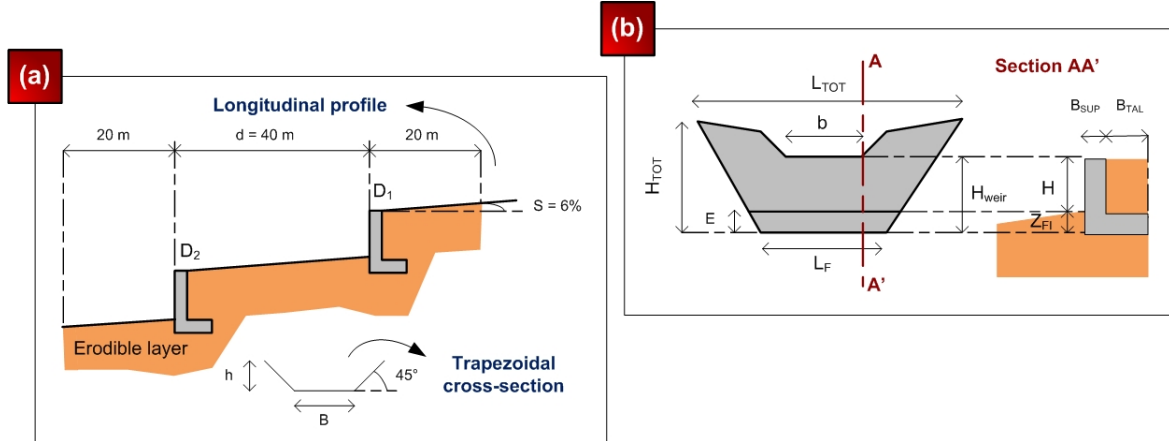 (a)
Longitudinal profile
20 m
d = 40 m
20 m
D1
S = 6%
D2
Erodible layer
h
45°
B
Trapezoidal
cross-section
(b)
A
Section AA’
LTOT
BSUP
BTAL
b
HTOT
Hweir
H
E
ZFI
LF
A’